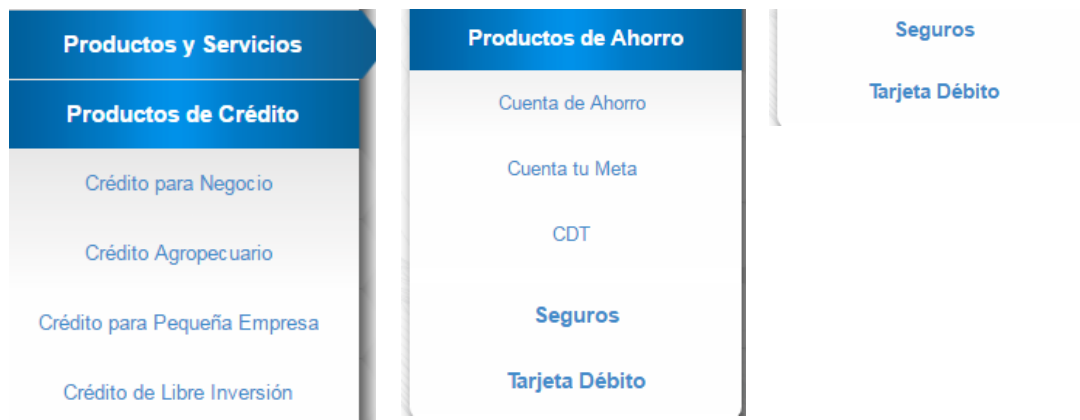 Productos y Servicios
Productos de Crédito
Crédito para Negocio
Crédito Agropecuario
Crédito para Pequeña Empresa
Crédito de Libre Inversión
Productos de Ahorro
Cuenta de Ahorro
Cuenta tu Meta
CDT
Seguros
Tarjeta Débito
Seguros
Tarjeta Débito